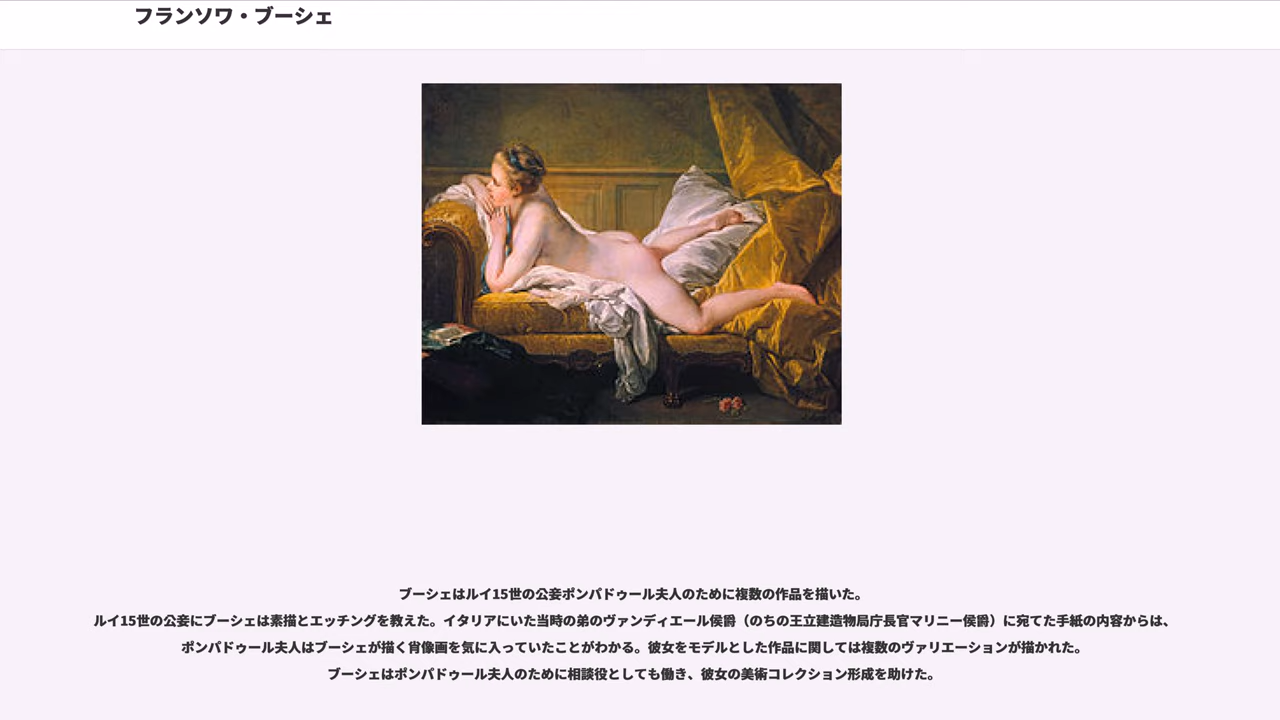 フランソワ・ブーシェ
ブーシェはルイ15世の公妾ポンパドゥール夫人のために複数の作品を描いた。
ルイ15世の公妾にブーシェは素描とエッチングを教えた。イタリアにいた当時の弟のヴァンディエール侯爵（のちの王立建造物局庁長官マリニー侯爵）に宛てた手紙の内容からは、
ポンパドゥール夫人はブーシェが描く肖像画を気に入っていたことがわかる。彼女をモデルとした作品に関しては複数のヴァリエーションが描かれた。
ブーシェはポンパドゥール夫人のために相談役としても働き、彼女の美術コレクション形成を助けた。